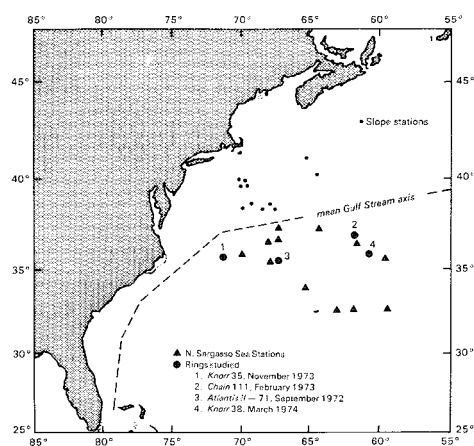 85° 80° 75° 70° 65° 60° 55°
45° 45°
• Slope stations
40° 40°
mean Gulf Stream axis
1 2
3 4
35° 35°
▲ N. Sargasso Sea Stations
● Rings studied
30° 30°
1. Knorr 35, November 1973
2. Chain 111, February 1973
3. Atlantis II — 71, September 1972
4. Knorr 38, March 1974
25° 25°
85° 80° 75° 70° 65° 60° 55°